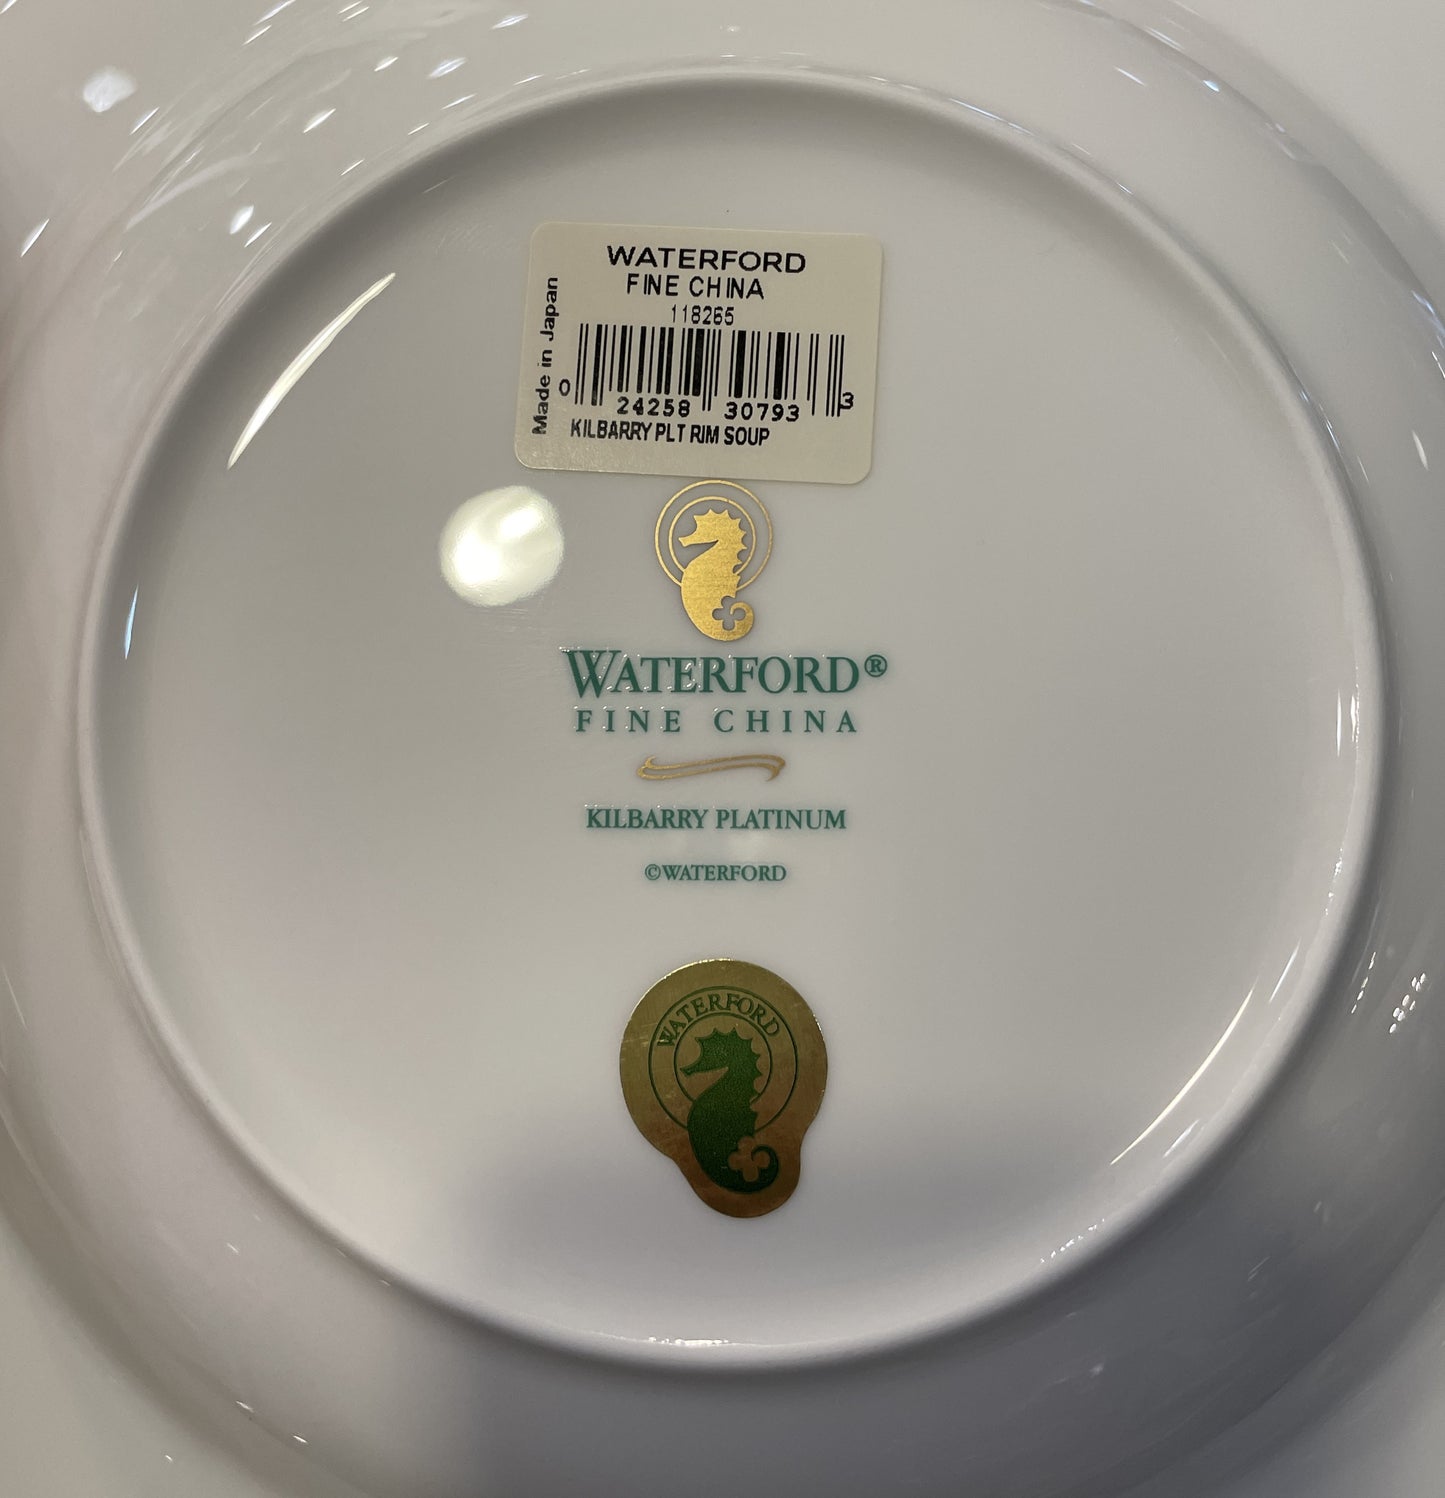 WATERFORD
FINE CHINA
118265
Made in Japan
0 24258 30793 3
KILBARRY PLT RIM SOUP
WATERFORD®
FINE CHINA
KILBARRY PLATINUM
©WATERFORD
WATERFORD